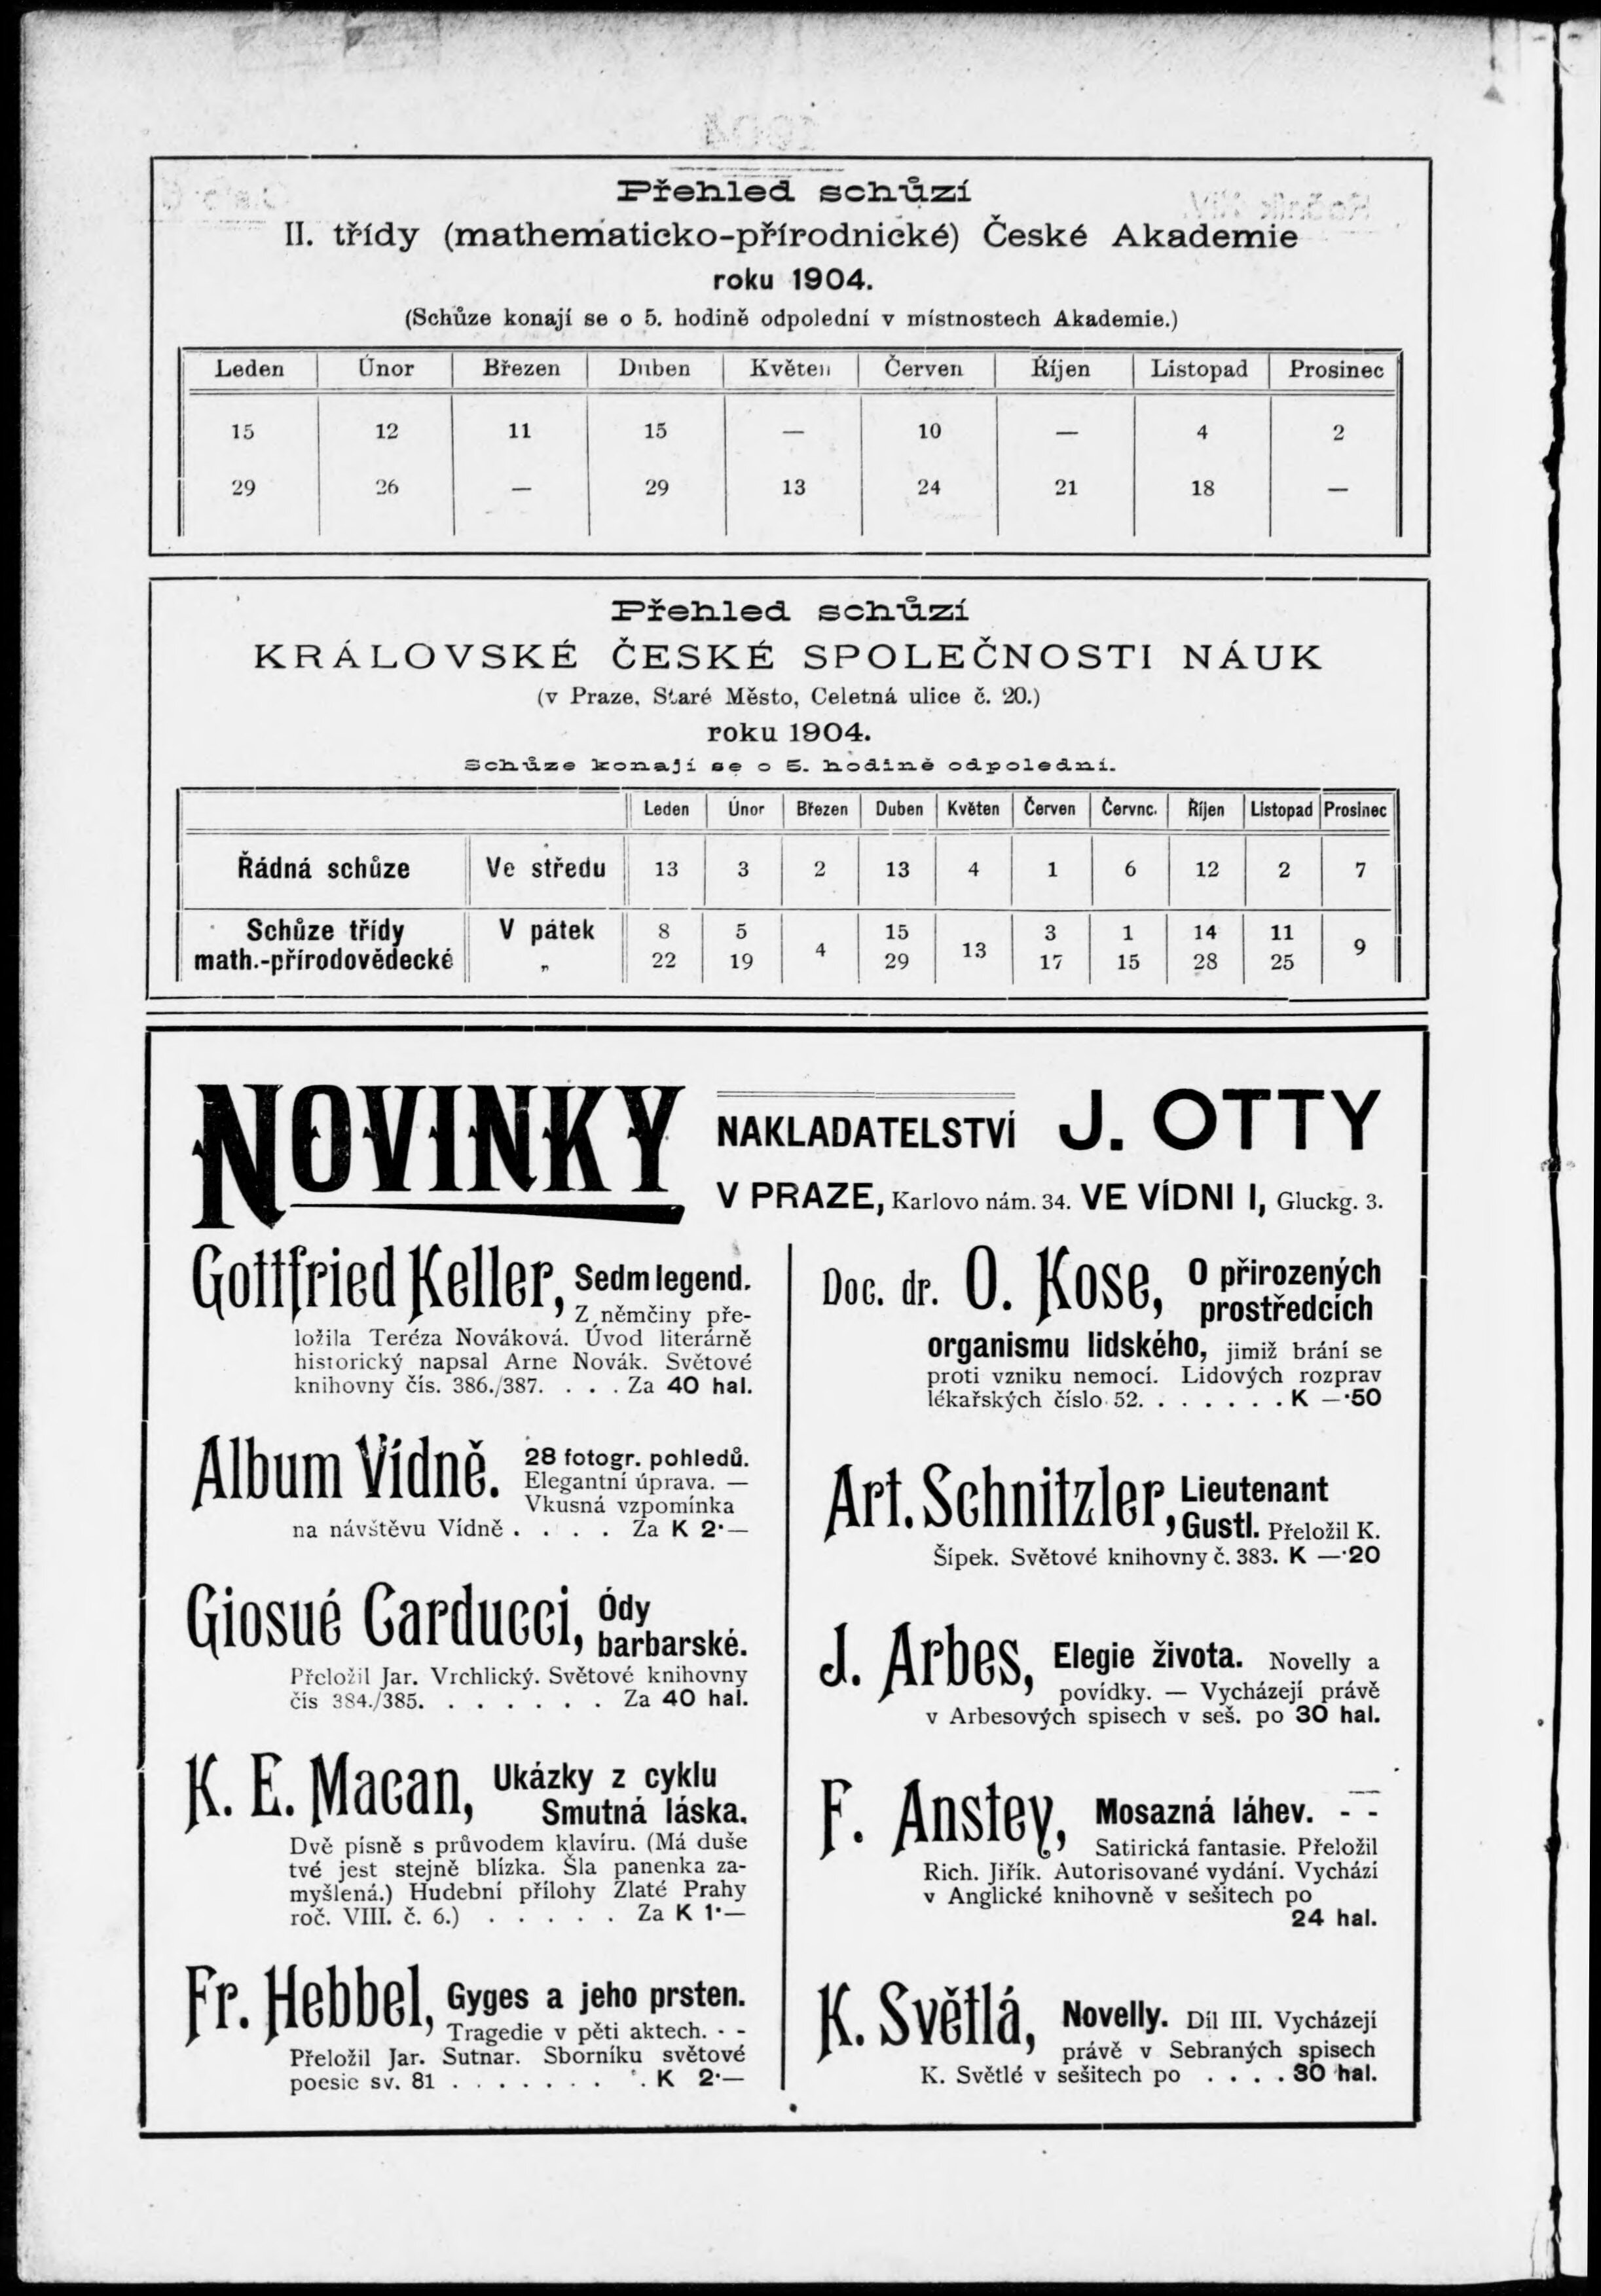 Přehled schůzí
II. třídy (mathematicko-přírodnické) České Akademie
roku 1904.
(Schůze konají se o 5. hodině odpolední v místnostech Akademie.)
Leden Únor Březen Duben Květen Červen Říjen Listopad Prosinec
15 12 11 15 — 10 — 4 2
29 26 — 29 13 24 21 18 —
Přehled schůzí
KRÁLOVSKÉ ČESKÉ SPOLEČNOSTI NÁUK
(v Praze, Staré Město, Celetná ulice č. 20.)
roku 1904.
Schůze konají se o 5. hodině odpolední.
Leden Únor Březen Duben Květen Červen Červnc. Říjen Listopad Prosinec
Řádná schůze Ve středu 13 3 2 13 4 1 6 12 2 7
Schůze třídy V pátek 8 5 4 15 13 3 1 14 11 9
math.-přírodovědecké „ 22 19 29 17 15 28 25
NOVINKY NAKLADATELSTVÍ J. OTTY
V PRAZE, Karlovo nám. 34. VE VÍDNI I, Gluckg. 3.
Gottfried Keller, Sedm legend.
Z němčiny pře-
ložila Teréza Nováková. Úvod literárně
historický napsal Arne Novák. Světové
knihovny čís. 386./387. . . . Za 40 hal.
Album Vídně. 28 fotogr. pohledů.
Elegantní úprava. —
Vkusná vzpomínka
na návštěvu Vídně . . . . Za K 2·—
Giosué Carducci, Ódy
barbarské.
Přeložil Jar. Vrchlický. Světové knihovny
čís 384./385. . . . . . . Za 40 hal.
K. E. Macan, Ukázky z cyklu
Smutná láska.
Dvě písně s průvodem klavíru. (Má duše
tvé jest stejně blízka. Šla panenka za-
myšlená.) Hudební přílohy Zlaté Prahy
roč. VIII. č. 6.) . . . . . Za K 1·—
Fr. Hebbel, Gyges a jeho prsten.
Tragedie v pěti aktech. - -
Přeložil Jar. Sutnar. Sborníku světové
poesie sv. 81 . . . . . . . . K 2·—
Doc. dr. O. Kose, O přirozených
prostředcích
organismu lidského, jimiž brání se
proti vzniku nemocí. Lidových rozprav
lékařských číslo 52. . . . . . . K —·50
Art. Schnitzler, Lieutenant
Gustl. Přeložil K.
Šípek. Světové knihovny č. 383. K —·20
J. Arbes, Elegie života. Novelly a
povídky. — Vycházejí právě
v Arbesových spisech v seš. po 30 hal.
F. Anstey, Mosazná láhev. - -
Satirická fantasie. Přeložil
Rich. Jiřík. Autorisované vydání. Vychází
v Anglické knihovně v sešitech po
24 hal.
K. Světlá, Novelly. Díl III. Vycházejí
právě v Sebraných spisech
K. Světlé v sešitech po . . . . 30 hal.